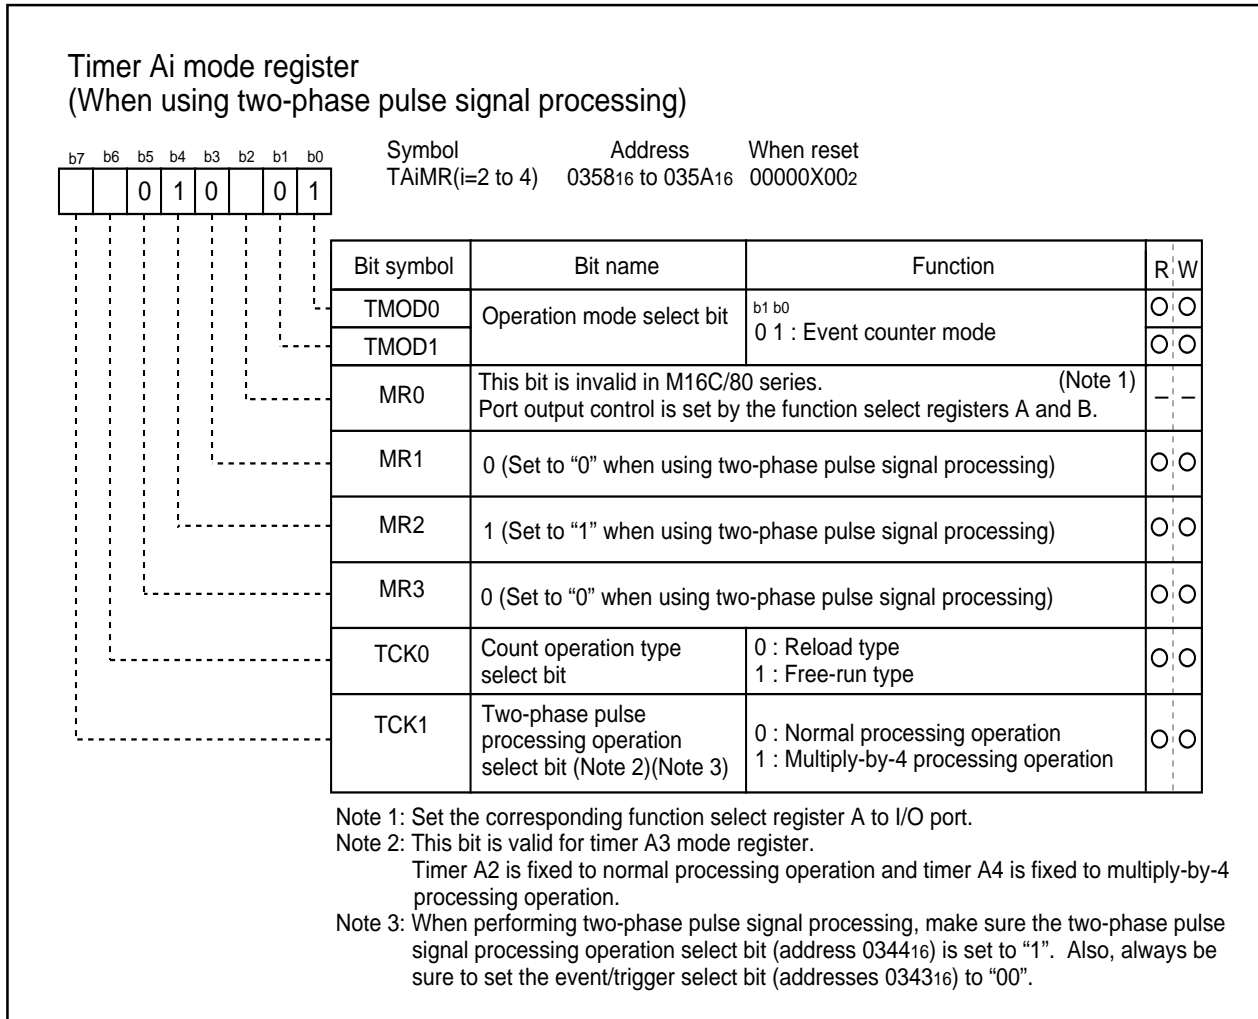 Timer Ai mode register
(When using two-phase pulse signal processing)
Symbol Address When reset
TAiMR(i=2 to 4) 035816 to 035A16 00000X002
b7 b6 b5 b4 b3 b2 b1 b0
0 1 0 0 1
Bit symbol Bit name Function R W
TMOD0 Operation mode select bit b1 b0 O O
0 1 : Event counter mode
TMOD1 O O
MR0 This bit is invalid in M16C/80 series. (Note 1) – –
Port output control is set by the function select registers A and B.
MR1 0 (Set to “0” when using two-phase pulse signal processing) O O
MR2 1 (Set to “1” when using two-phase pulse signal processing) O O
MR3 0 (Set to “0” when using two-phase pulse signal processing) O O
TCK0 Count operation type 0 : Reload type O O
select bit 1 : Free-run type
TCK1 Two-phase pulse
processing operation 0 : Normal processing operation O O
select bit (Note 2)(Note 3) 1 : Multiply-by-4 processing operation
Note 1: Set the corresponding function select register A to I/O port.
Note 2: This bit is valid for timer A3 mode register.
Timer A2 is fixed to normal processing operation and timer A4 is fixed to multiply-by-4
processing operation.
Note 3: When performing two-phase pulse signal processing, make sure the two-phase pulse
signal processing operation select bit (address 034416) is set to “1”. Also, always be
sure to set the event/trigger select bit (addresses 034316) to “00”.